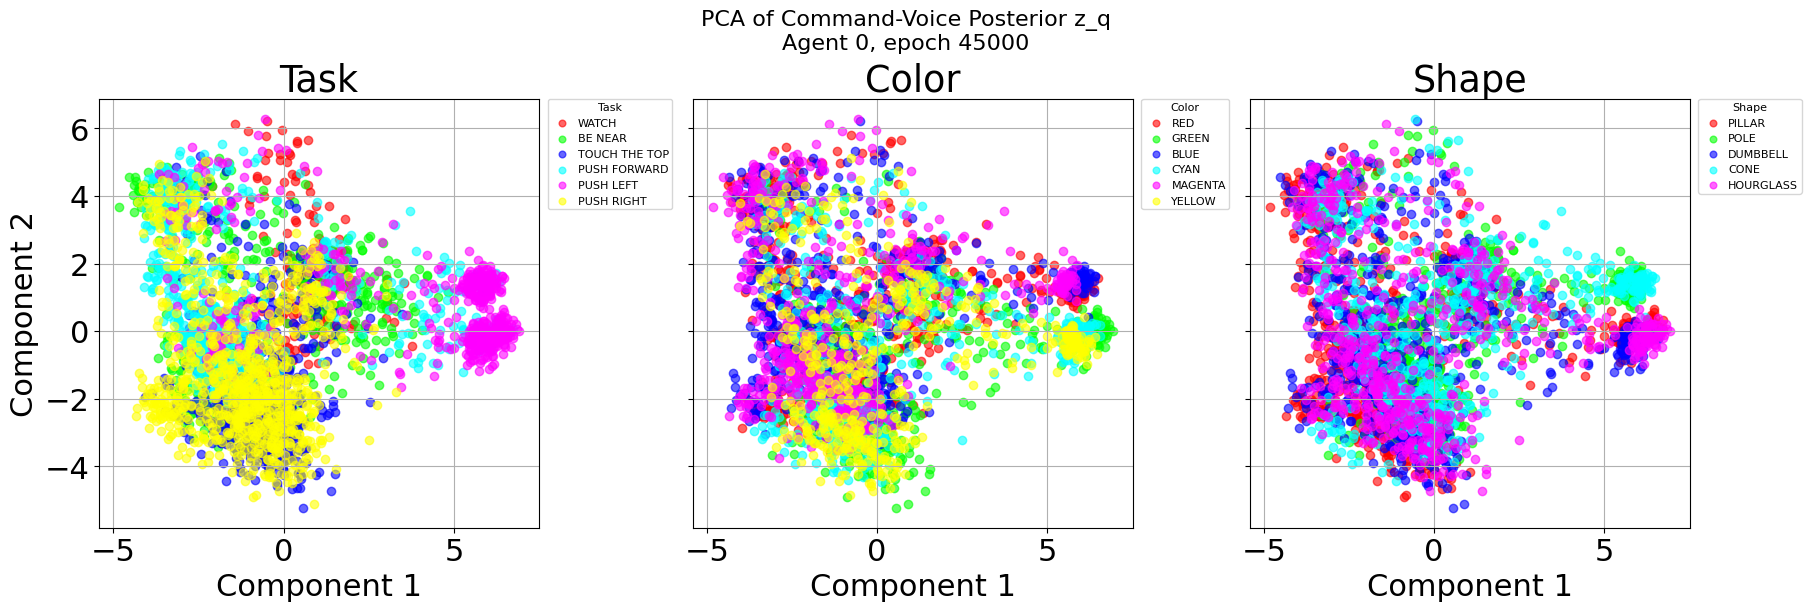 PCA of Command-Voice Posterior z_q
Agent 0, epoch 45000
Task
Color
Shape
Task
WATCH
BE NEAR
TOUCH THE TOP
PUSH FORWARD
PUSH LEFT
PUSH RIGHT
Color
RED
GREEN
BLUE
CYAN
MAGENTA
YELLOW
Shape
PILLAR
POLE
DUMBBELL
CONE
HOURGLASS
Component 2
6
4
2
0
−2
−4
−5 0 5
−5 0 5
−5 0 5
Component 1
Component 1
Component 1